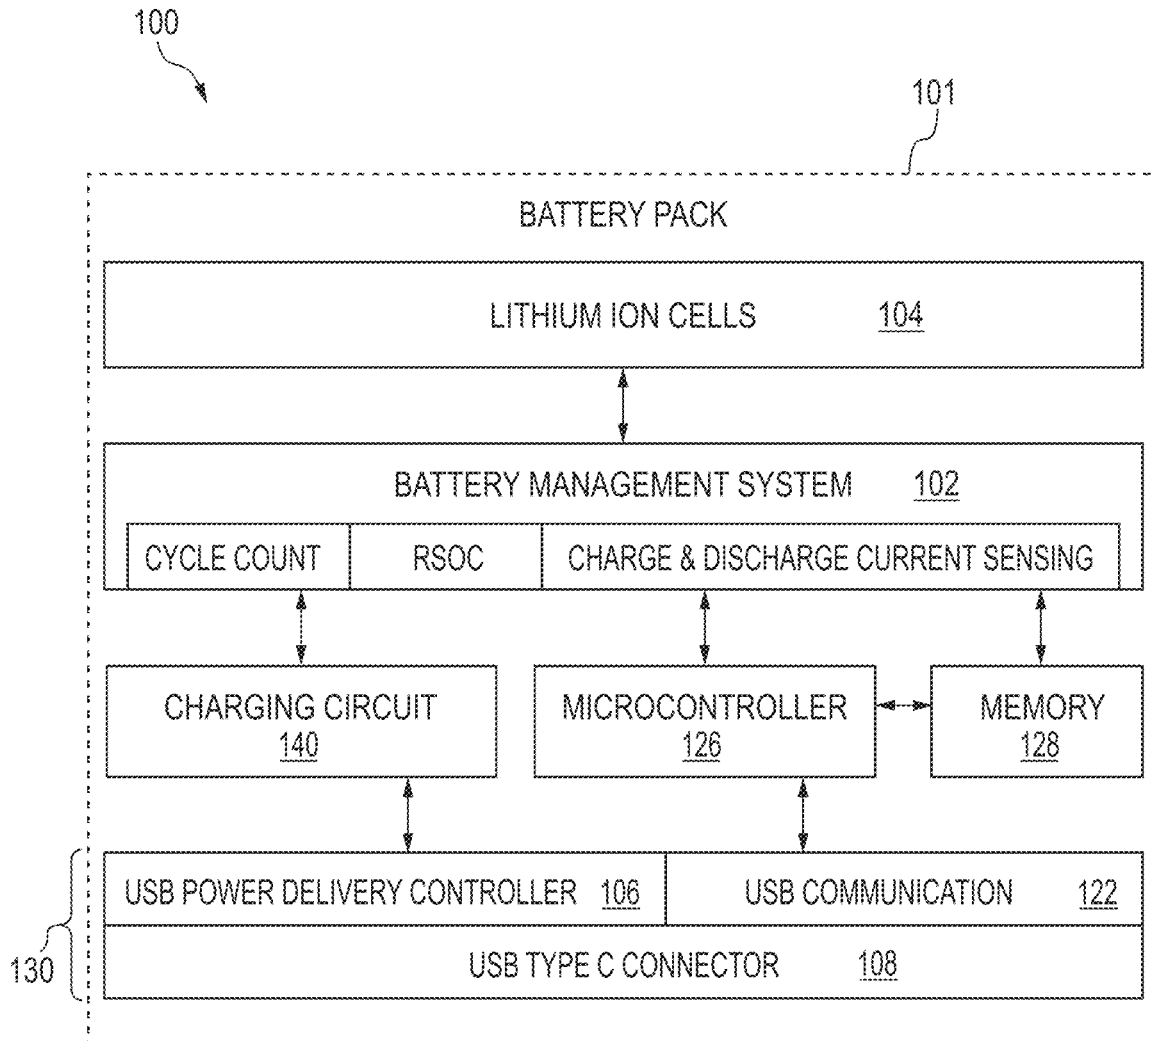 100
101
BATTERY PACK
LITHIUM ION CELLS 104
BATTERY MANAGEMENT SYSTEM 102
CYCLE COUNT RSOC CHARGE & DISCHARGE CURRENT SENSING
CHARGING CIRCUIT MICROCONTROLLER MEMORY
140 126 128
USB POWER DELIVERY CONTROLLER 106 USB COMMUNICATION 122
130
USB TYPE C CONNECTOR 108